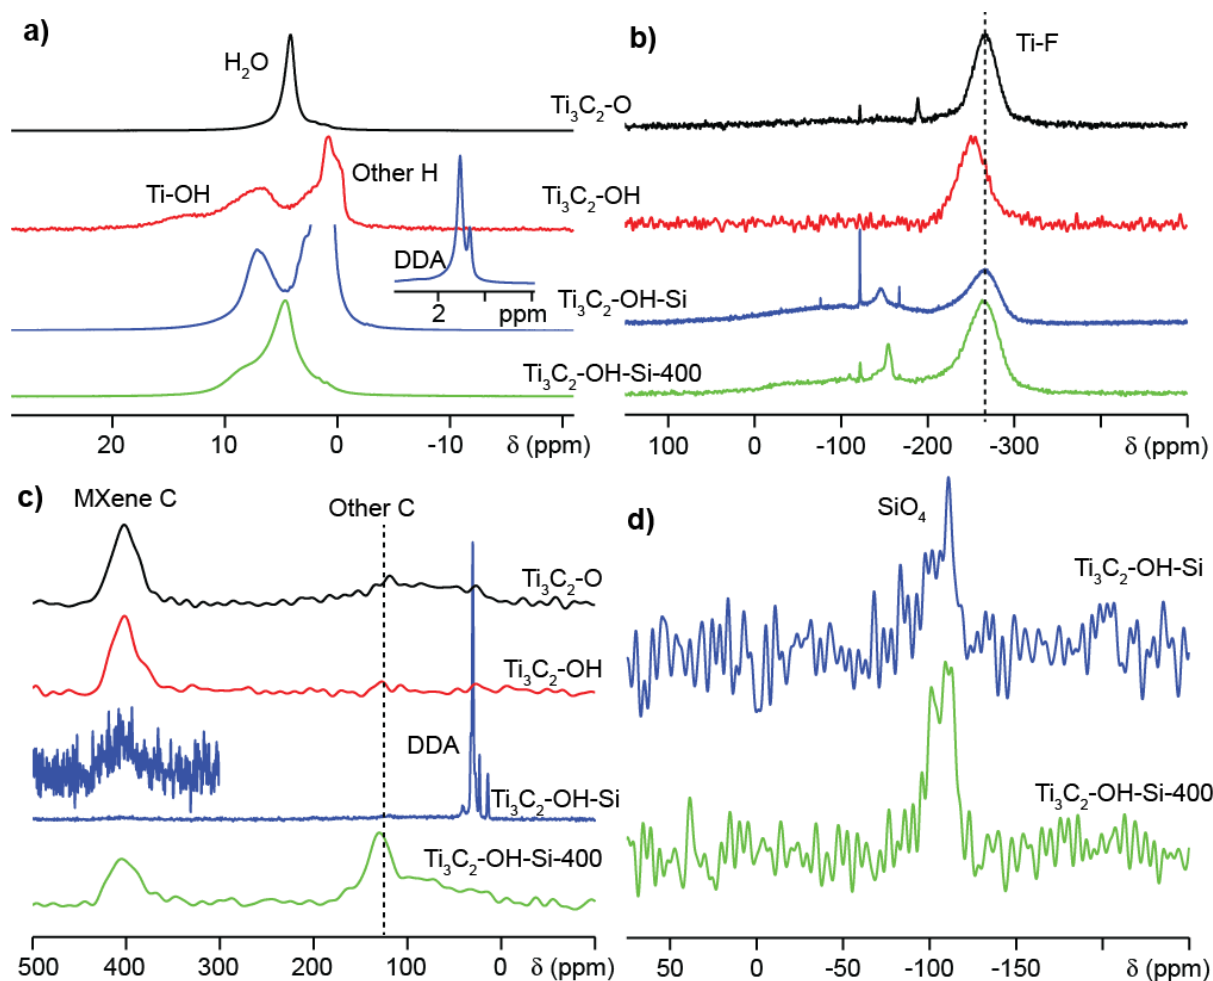 a)
H₂O
Ti₃C₂-O
Ti-OH
Other H
Ti₃C₂-OH
DDA
2 ppm
Ti₃C₂-OH-Si
Ti₃C₂-OH-Si-400
20 10 0 -10 δ (ppm)
b)
Ti-F
100 0 -100 -200 -300 δ (ppm)
c)
MXene C
Other C
Ti₃C₂-O
Ti₃C₂-OH
DDA
Ti₃C₂-OH-Si
Ti₃C₂-OH-Si-400
500 400 300 200 100 0 δ (ppm)
d)
SiO₄
Ti₃C₂-OH-Si
Ti₃C₂-OH-Si-400
50 0 -50 -100 -150 δ (ppm)